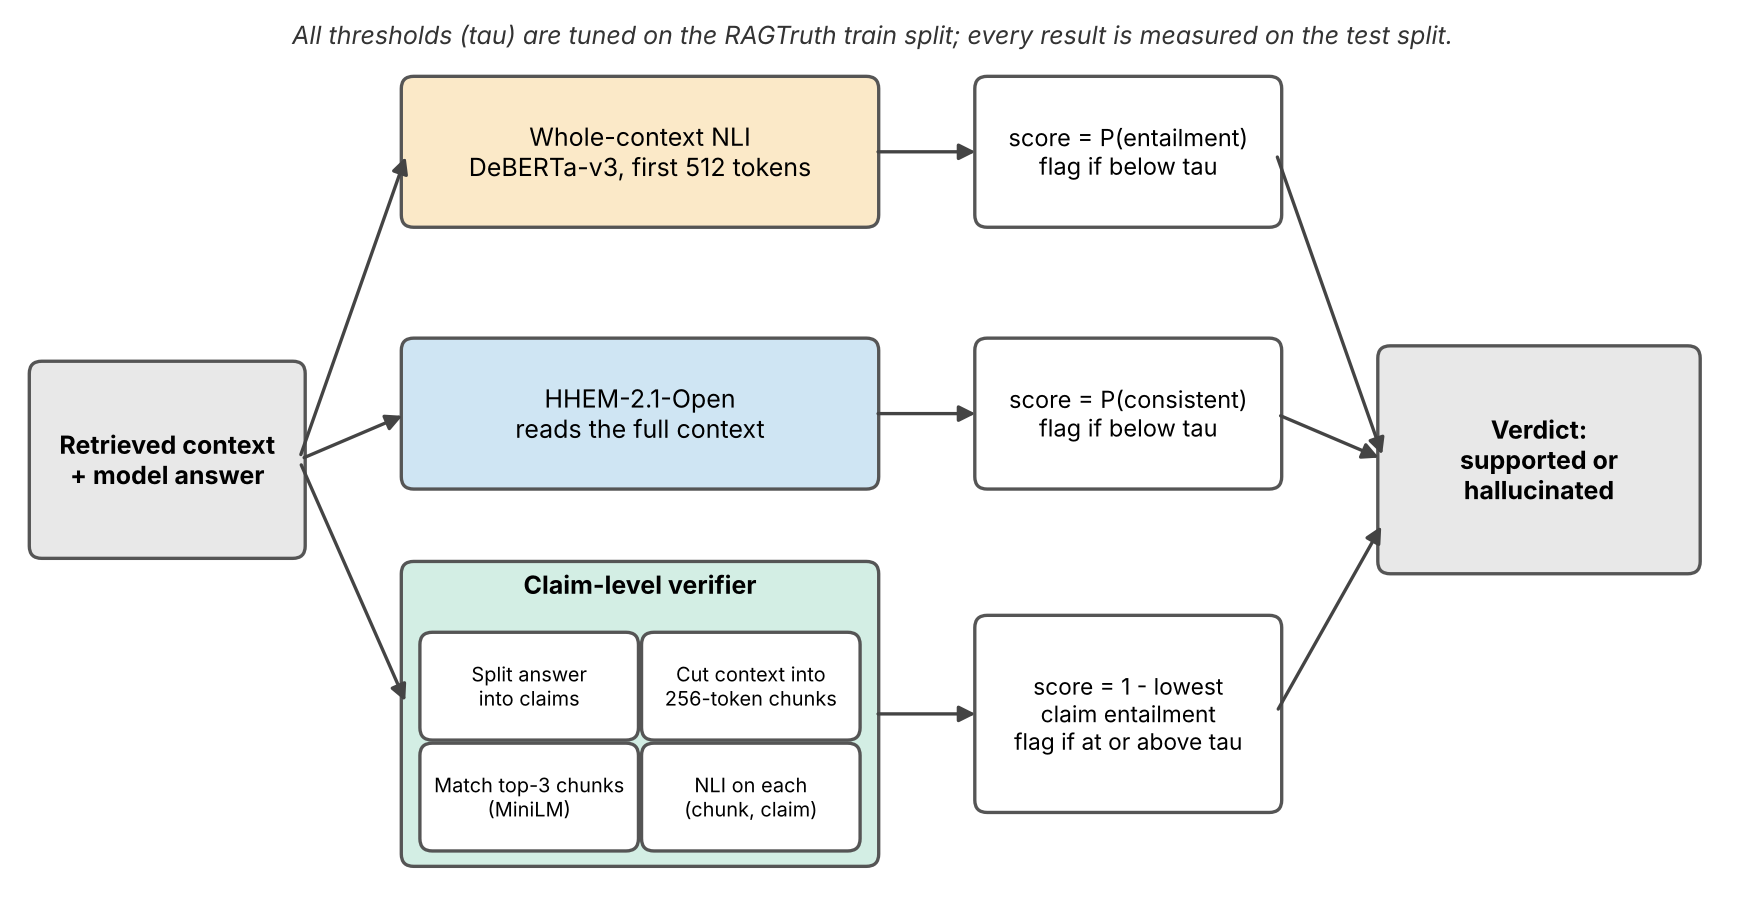 All thresholds (tau) are tuned on the RAGTruth train split; every result is measured on the test split.
Whole-context NLI
DeBERTa-v3, first 512 tokens
score = P(entailment)
flag if below tau
HHEM-2.1-Open
reads the full context
score = P(consistent)
flag if below tau
Retrieved context
+ model answer
Verdict:
supported or
hallucinated
Claim-level verifier
Split answer
into claims
Cut context into
256-token chunks
Match top-3 chunks
(MiniLM)
NLI on each
(chunk, claim)
score = 1 - lowest
claim entailment
flag if at or above tau